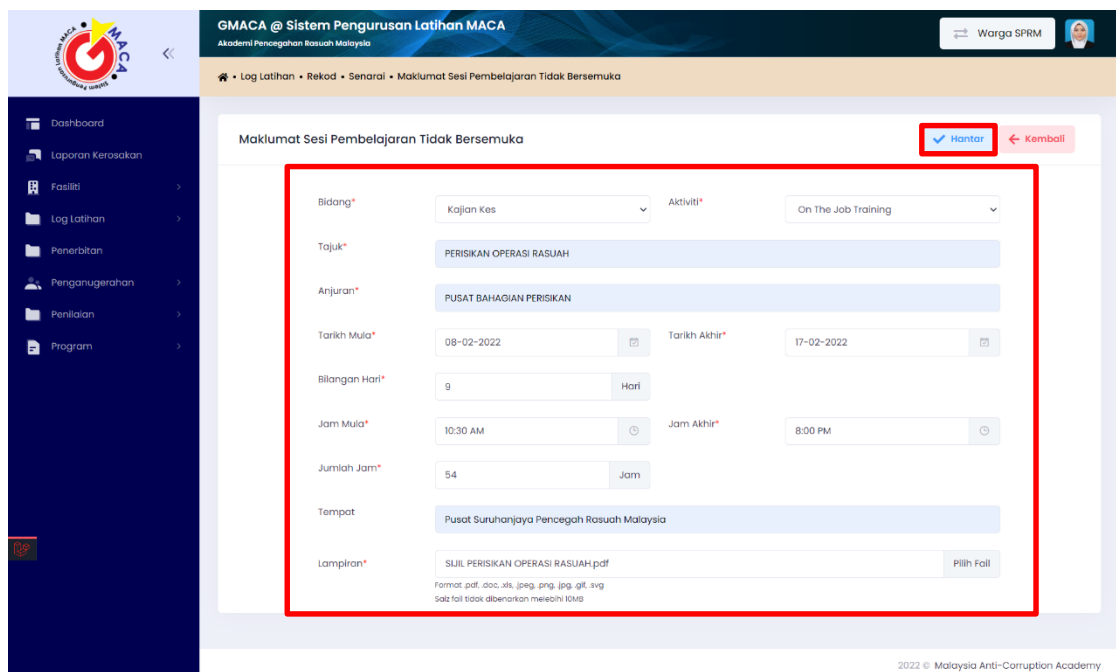 Sistem Pengurusan Latihan MACA
GMACA @ Sistem Pengurusan Latihan MACA
Akademi Pencegahan Rasuah Malaysia
Warga SPRM
• Log Latihan • Rekod • Senarai • Maklumat Sesi Pembelajaran Tidak Bersemuka
Dashboard
Laporan Kerosakan
Fasiliti
Log Latihan
Penerbitan
Penganugerahan
Penilaian
Program
Maklumat Sesi Pembelajaran Tidak Bersemuka
Hantar
Kembali
Bidang* Kajian Kes Aktiviti* On The Job Training
Tajuk* PERISIKAN OPERASI RASUAH
Anjuran* PUSAT BAHAGIAN PERISIKAN
Tarikh Mula* 08-02-2022 Tarikh Akhir* 17-02-2022
Bilangan Hari* 9 Hari
Jam Mula* 10:30 AM Jam Akhir* 8:00 PM
Jumlah Jam* 54 Jam
Tempat Pusat Suruhanjaya Pencegah Rasuah Malaysia
Lampiran* SIJIL PERISIKAN OPERASI RASUAH.pdf Pilih Fail
Format .pdf, .doc, .xls, .jpeg, .png, .jpg, .gif, .svg
Saiz fail tidak dibenarkan melebihi 10MB
2022 © Malaysia Anti-Corruption Academy